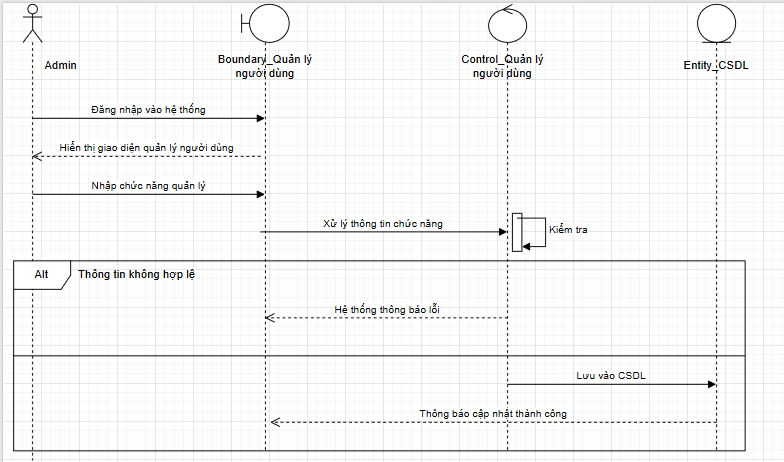 Admin
Boundary_Quản lý
người dùng
Control_Quản lý
người dùng
Entity_CSDL
Đăng nhập vào hệ thống
Hiển thị giao diện quản lý người dùng
Nhập chức năng quản lý
Xử lý thông tin chức năng
Kiểm tra
Alt
Thông tin không hợp lệ
Hệ thống thông báo lỗi
Lưu vào CSDL
Thông báo cập nhật thành công